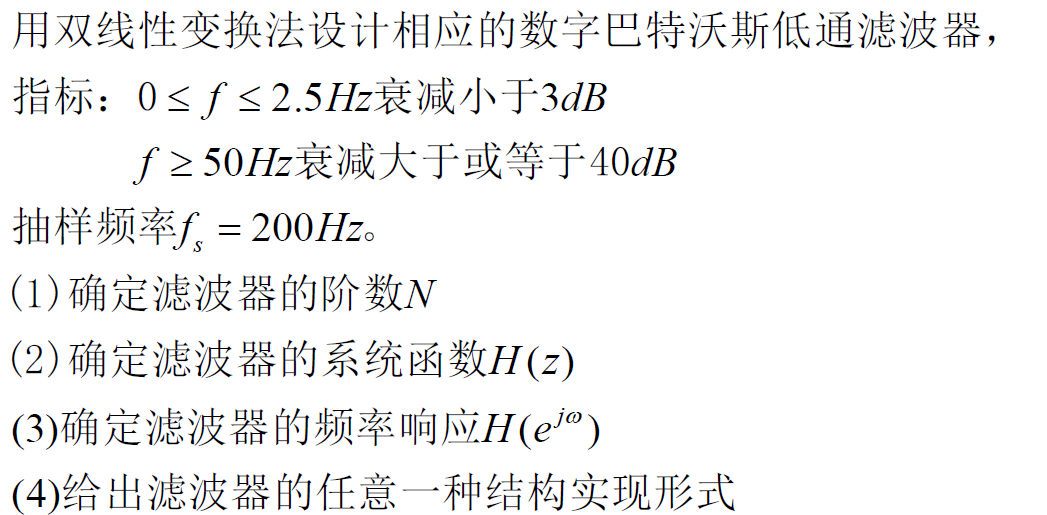 用双线性变换法设计相应的数字巴特沃斯低通滤波器，
指标：0 ≤ f ≤ 2.5Hz衰减小于3dB
f ≥ 50Hz衰减大于或等于40dB
抽样频率fₛ = 200Hz。
(1)确定滤波器的阶数N
(2)确定滤波器的系统函数H(z)
(3)确定滤波器的频率响应H(e^{jω})
(4)给出滤波器的任意一种结构实现形式